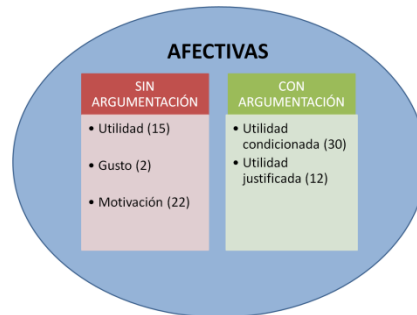 AFECTIVAS
SIN
ARGUMENTACIÓN
• Utilidad (15)
• Gusto (2)
• Motivación (22)
CON
ARGUMENTACIÓN
• Utilidad
condicionada (30)
• Utilidad
justificada (12)